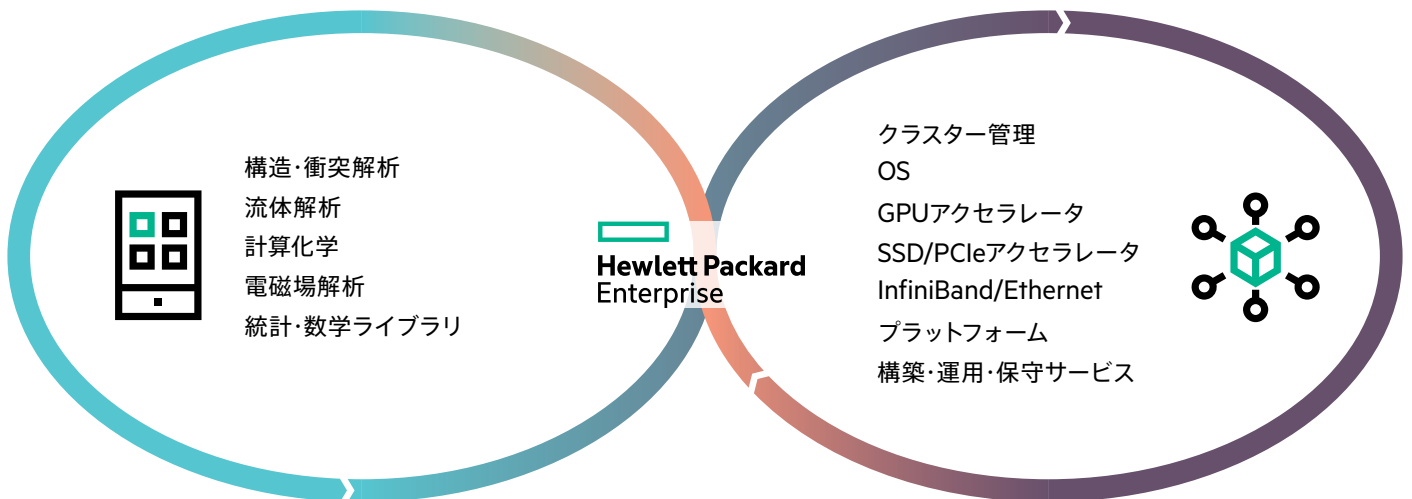 構造・衝突解析
流体解析
計算化学
電磁場解析
統計・数学ライブラリ
Hewlett Packard
Enterprise
クラスター管理
OS
GPUアクセラレータ
SSD/PCIeアクセラレータ
InfiniBand/Ethernet
プラットフォーム
構築・運用・保守サービス